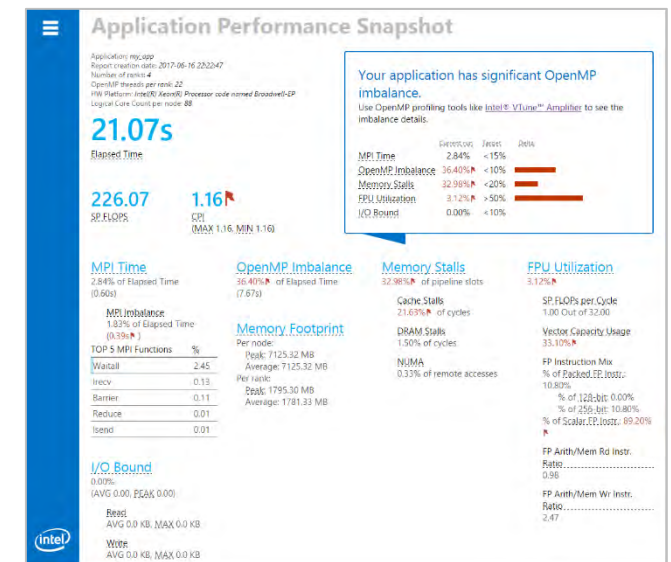 Application Performance Snapshot
Application: my_app
Report creation date: 2017-06-16 22:22:47
Number of ranks: 4
OpenMP threads per rank: 22
HW Platform: Intel(R) Xeon(R) Processor code named Broadwell-EP
Logical Core Count per node: 88
21.07s
Elapsed Time
226.07
SP FLOPS
1.16
CPI
(MAX 1.16, MIN 1.16)
Your application has significant OpenMP
imbalance.
Use OpenMP profiling tools like Intel® VTune™ Amplifier to see the
imbalance details.
Current run Target Delta
MPI Time 2.84% <15%
OpenMP Imbalance 36.40% <10%
Memory Stalls 32.98% <20%
FPU Utilization 3.12% >50%
I/O Bound 0.00% <10%
MPI Time
2.84% of Elapsed Time
(0.60s)
MPI Imbalance
1.83% of Elapsed Time
(0.39s)
TOP 5 MPI Functions %
Waitall 2.45
Irecv 0.13
Barrier 0.11
Reduce 0.01
Isend 0.01
I/O Bound
0.00%
(AVG 0.00, PEAK 0.00)
Read
AVG 0.0 KB, MAX 0.0 KB
Write
AVG 0.0 KB, MAX 0.0 KB
OpenMP Imbalance
36.40% of Elapsed Time
(7.67s)
Memory Footprint
Per node:
Peak: 7125.32 MB
Average: 7125.32 MB
Per rank:
Peak: 1795.30 MB
Average: 1781.33 MB
Memory Stalls
32.98% of pipeline slots
Cache Stalls
21.63% of cycles
DRAM Stalls
1.50% of cycles
NUMA
0.33% of remote accesses
FPU Utilization
3.12%
SP FLOPs per Cycle
1.00 Out of 32.00
Vector Capacity Usage
33.10%
FP Instruction Mix
% of Packed FP Instr.:
10.80%
% of 128-bit: 0.00%
% of 256-bit: 10.80%
% of Scalar FP Instr.: 89.20%
FP Arith/Mem Rd Instr.
Ratio
0.98
FP Arith/Mem Wr Instr.
Ratio
2.47
intel